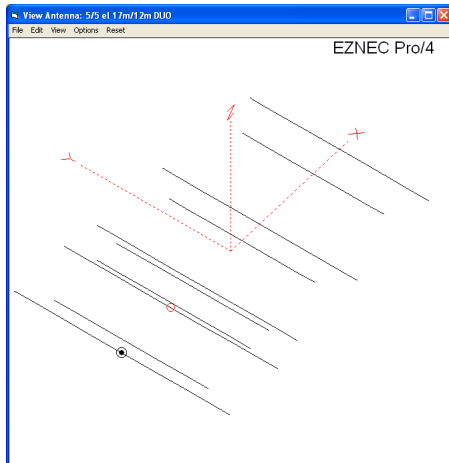 View Antenna: 5/5 el 17m/12m DUO
File Edit View Options Reset
EZNEC Pro/4
Z
X
Y